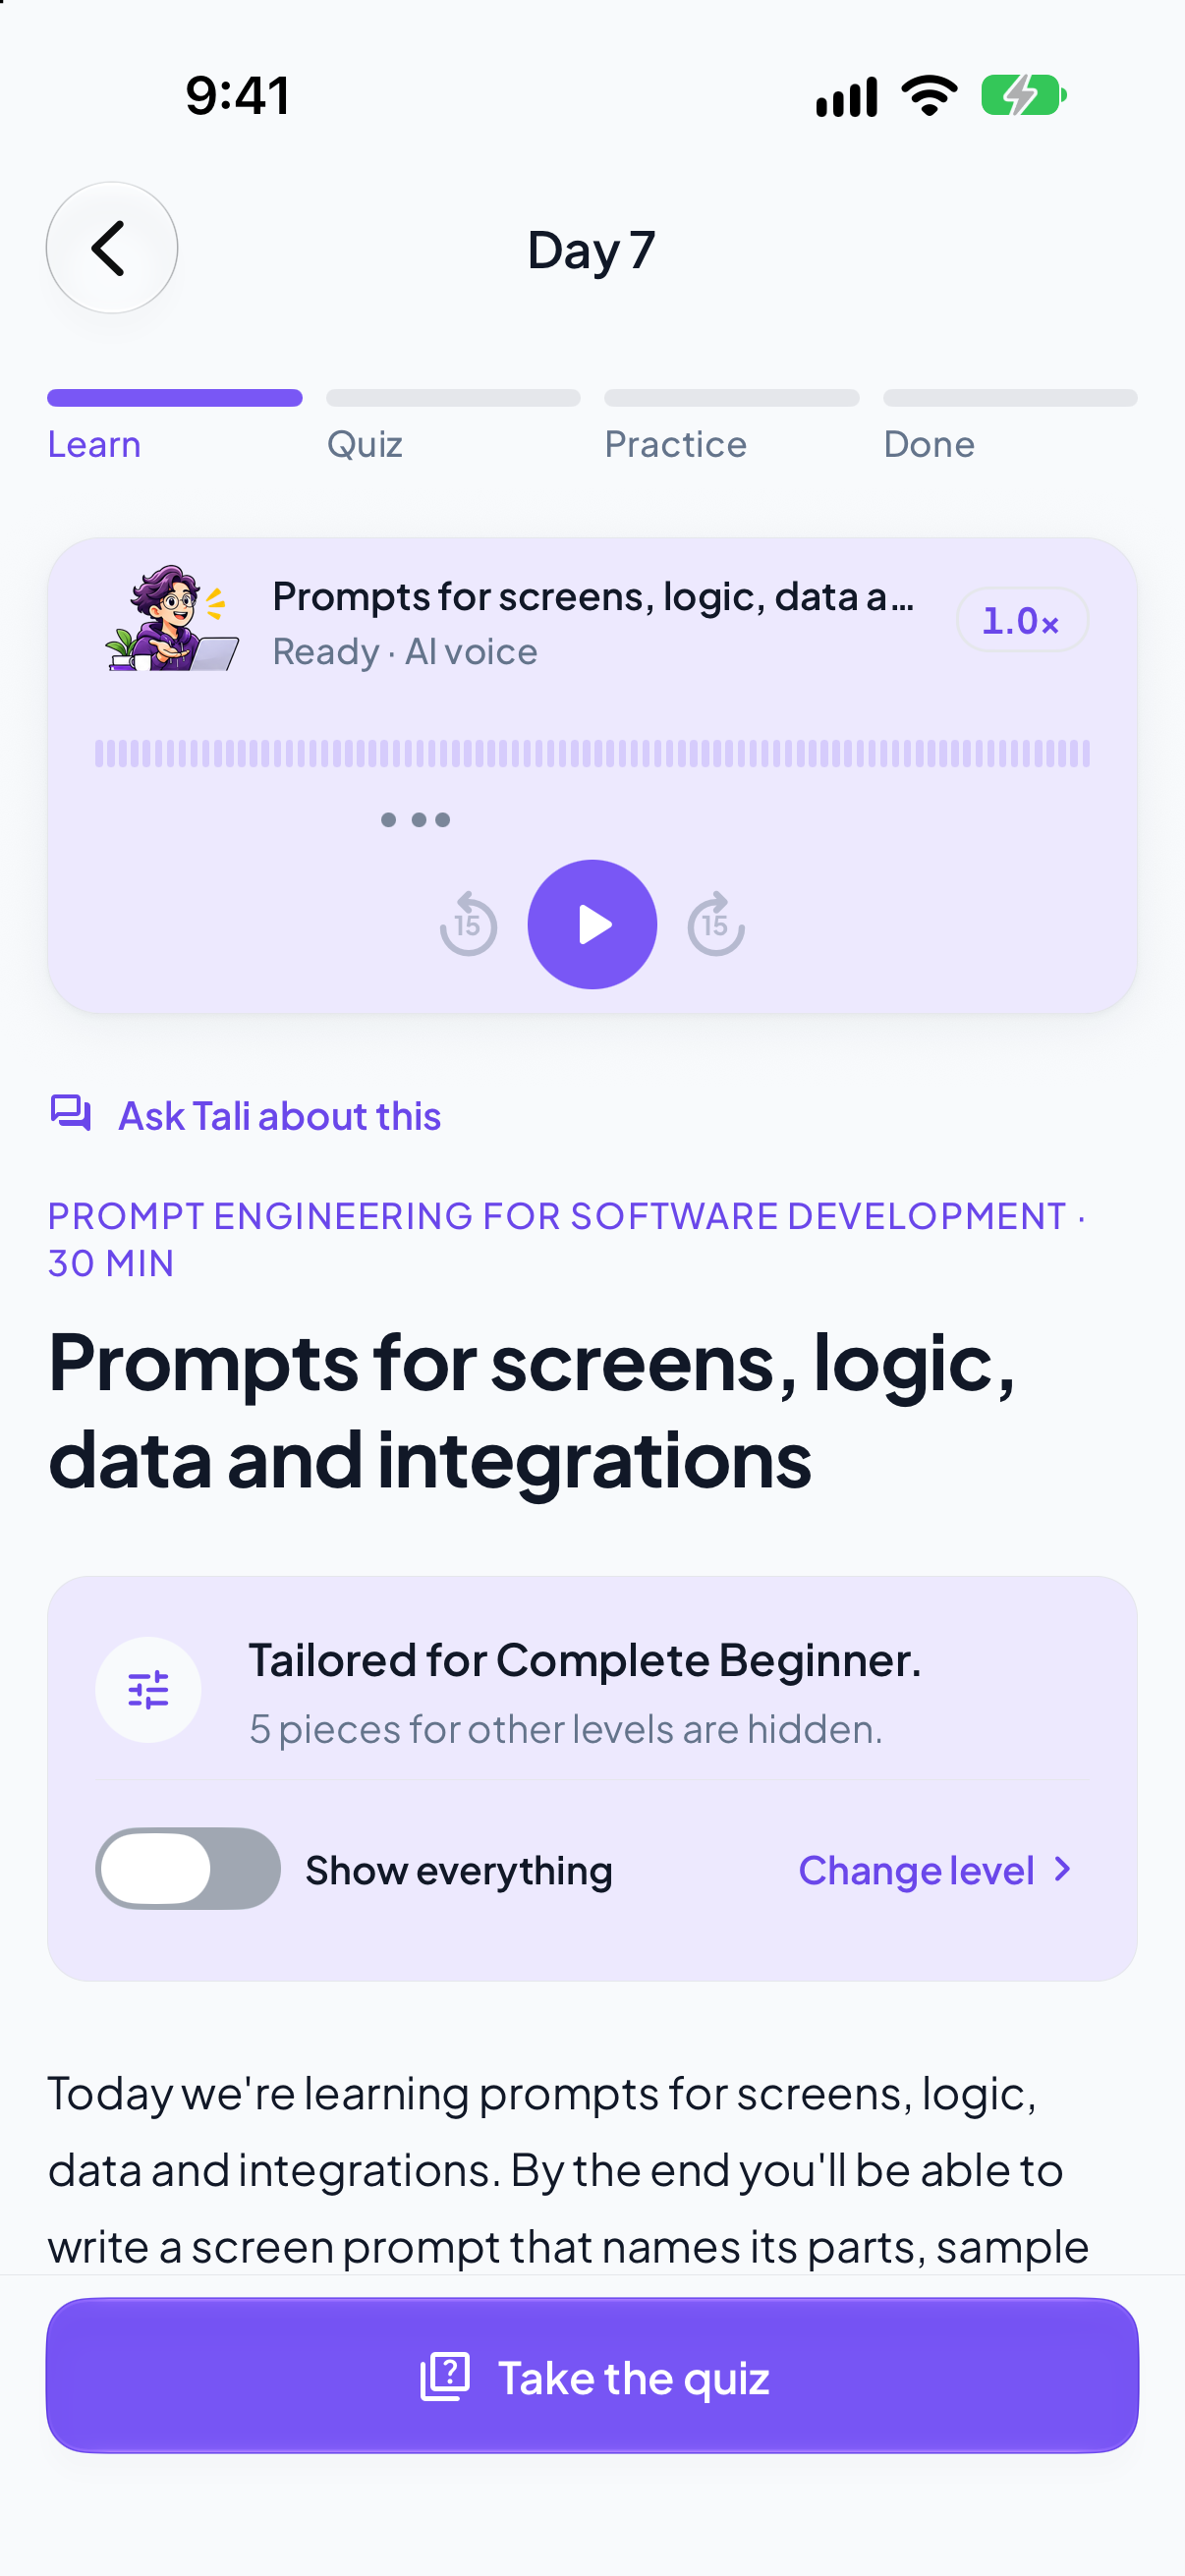 9:41
Day 7
Learn
Quiz
Practice
Done
Prompts for screens, logic, data a...
1.0×
Ready · AI voice
15
15
Ask Tali about this
PROMPT ENGINEERING FOR SOFTWARE DEVELOPMENT ·
30 MIN
Prompts for screens, logic,
data and integrations
Tailored for Complete Beginner.
5 pieces for other levels are hidden.
Show everything
Change level
Today we're learning prompts for screens, logic,
data and integrations. By the end you'll be able to
write a screen prompt that names its parts, sample
Take the quiz